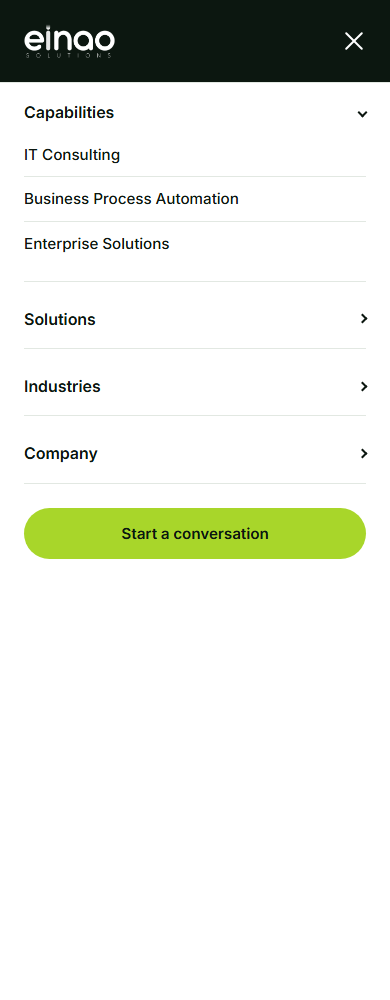 einao
SOLUTIONS
Capabilities
IT Consulting
Business Process Automation
Enterprise Solutions
Solutions
Industries
Company
Start a conversation